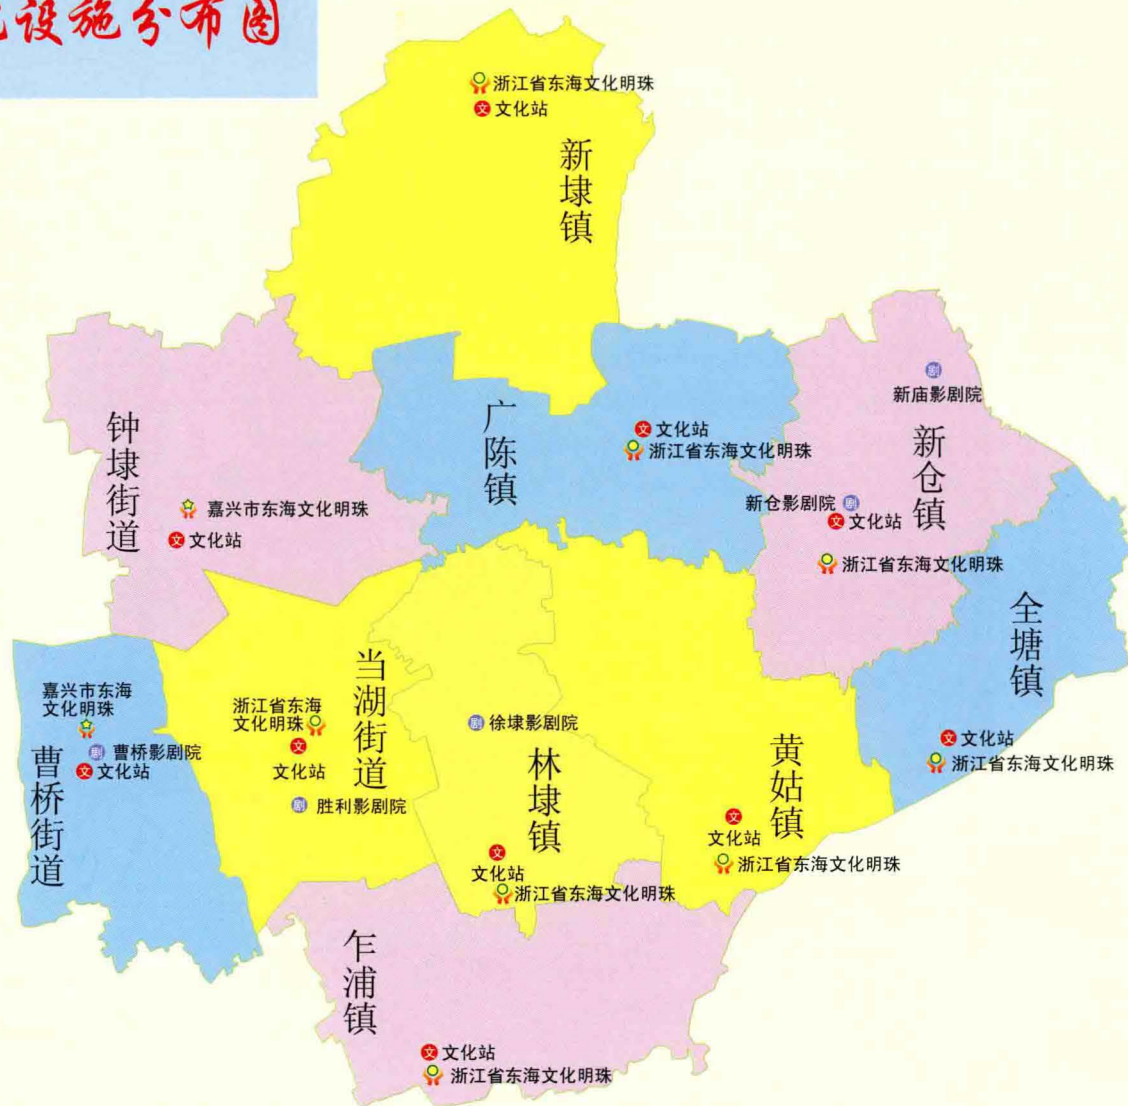 设施分布图
浙江省东海文化明珠
文化站
新埭镇
新庙影剧院
广陈镇
文化站
浙江省东海文化明珠
钟埭街道
新仓镇
嘉兴市东海文化明珠
新仓影剧院
文化站
文化站
浙江省东海文化明珠
全塘镇
嘉兴市东海
文化明珠
曹桥影剧院
文化站
曹桥街道
浙江省东海
文化明珠
文化站
胜利影剧院
当湖街道
徐埭影剧院
林埭镇
文化站
浙江省东海文化明珠
黄姑镇
文化站
浙江省东海文化明珠
文化站
浙江省东海文化明珠
乍浦镇
文化站
浙江省东海文化明珠